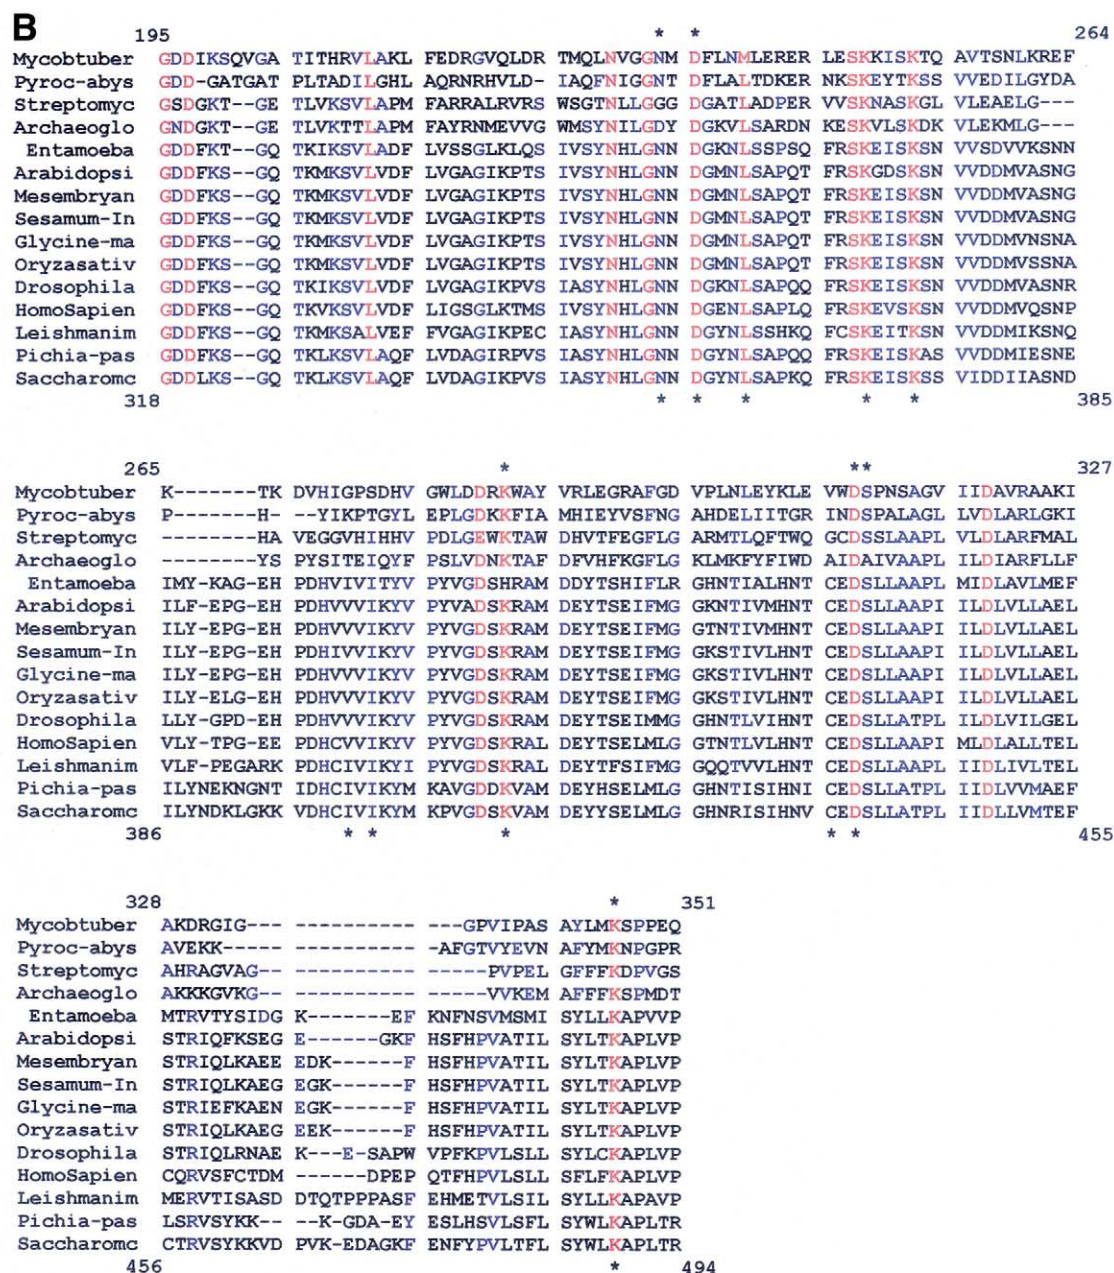 B
195 * * 264
Mycobtuber GDDIKSQVGA TITHRVLAKL FEDRGVQLDR TMQLNVGGNM DFLNMLERER LESKKISKTQ AVTSNLKREF
Pyroc-abys GDD-GATGAT PLTADILGHL AQRNRHVLD- IAQFNIGGNT DFLALTDKER NKSKEYTKSS VVEDILGYDA
Streptomyc GSDGKT--GE TLVKSVLAPM FARRALRVRS WSGTNLLGGG DGATLADPER VVSKNASKGL VLEAELG---
Archaeoglo GNDGKT--GE TLVKTTLAPM FAYRNMEVVG WMSYNILGDY DGKVLSARDN KESKVLSKDK VLEKMLG---
Entamoeba GDDFKT--GQ TKIKSVLADF LVSSGLKLQS IVSYNHLGNN DGKNLSSPSQ FRSKEISKSN VVSDVVKSNN
Arabidopsi GDDFKS--GQ TKMKSVLVDF LVGAGIKPTS IVSYNHLGNN DGMNLSAPQT FRSKGDSKSN VVDDMVASNG
Mesembryan GDDFKS--GQ TKMKSVLVDF LVGAGIKPTS IVSYNHLGNN DGMNLSAPQT FRSKEISKSN VVDDMVASNG
Sesamum-In GDDFKS--GQ TKMKSVLVDF LVGAGIKPTS IVSYNHLGNN DGMNLSAPQT FRSKEISKSN VVDDMVASNG
Glycine-ma GDDFKS--GQ TKMKSVLVDF LVGAGIKPTS IVSYNHLGNN DGMNLSAPQT FRSKEISKSN VVDDMVNSNA
Oryzasativ GDDFKS--GQ TKMKSVLVDF LVGAGIKPTS IVSYNHLGNN DGMNLSAPQT FRSKEISKSN VVDDMVSSNA
Drosophila GDDFKS--GQ TKMKSVLVDF LVGAGIKPVS IASYNHLGNN DGKNLSAPQQ FRSKEISKSN VVDDMVASNR
HomoSapien GDDFKS--GQ TKVKSVLVDF LIGSGLKTMS IVSYNHLGNN DGENLSAPLQ FRSKEVSKSN VVDDMVQSNP
Leishmanim GDDFKS--GQ TKMKSALVEF FVGAGIKPEC IASYNHLGNN DGYNLSSHKQ FCSKEITKSN VVEDMIKSNQ
Pichia-pas GDDFKS--GQ TKLKSVLAQF LVDAGIRPVS IASYNHLGNN DGYNLSAPQQ FRSKEISKAS VVDDMIESNE
Saccharomc GDDLKS--GQ TKLKSVLAQF LVDAGIKPVS IASYNHLGNN DGYNLSAPKQ FRSKEISKSS VIDDIIASND
318 * * * * * 385
265 * ** 327
Mycobtuber K-------TK DVHIGPSDHV GWLDDRKWAY VRLEGRAFGD VPLNLEYKLE VWDSPNSAGV IIDAVRAAKI
Pyroc-abys P-------H- --YIKPTGYL EPLGDKKFIA MHIEYVSFNG AHDELIITGR INDSPALAGL LVDLARLGKI
Streptomyc --------HA VEGGVHIHHV PDLGEWKTAW DHVTFEGFLG ARMTLQFTWQ GCDSSLAAPL VLDLARFMAL
Archaeoglo --------YS PYSITEIQYF PSLVDNKTAF DFVHFKGFLG KLMKFYFIWD AIDAIVAAPL ILDIARFLLF
Entamoeba IMY-KAG-EH PDHVIVITYV PYVGDSHRAM DDYTSHIFLR GHNTIALHNT CEDSLLAAPL MIDLAVLMEF
Arabidopsi ILF-EPG-EH PDHVVVIKYV PYVADSKRAM DEYTSEIFMG GKNTIVMHNT CEDSLLAAPI ILDLVLLAEL
Mesembryan ILY-EPG-EH PDHVVVIKYV PYVGDSKRAM DEYTSEIFMG GTNTIVMHNT CEDSLLAAPI ILDLVLLAEL
Sesamum-In ILY-EPG-EH PDHIVVIKYV PYVGDSKRAM DEYTSEIFMG GKSTIVMHNT CEDSLLAAPI ILDLVLLAEL
Glycine-ma ILY-EPG-EH PDHVVVIKYV PYVGDSKRAM DEYTSEIFMG GKSTIVMHNT CEDSLLAAPI ILDLVLLAEL
Oryzasativ ILY-ELG-EH PDHVVVIKYV PYVGDSKRAM DEYTSEIFMG GKSTIVMHNT CEDSLLAAPI ILDLVLLAEL
Drosophila LLY-GPD-EH PDHVVVIKYV PYVGDSKRAM DEYTSEIMMG GHNTLVIHNT CEDSLLATPL ILDLVILGEL
HomoSapien VLY-TPG-EE PDHCVVIKYV PYVGDSKRAL DEYTSELMLG GTNTLVLHNT CEDSLLAAPI MLDLALLTEL
Leishmanim VLF-PEGARK PDHCIVIKYI PYVGDSKRAL DEYTFSIFMG GQQTVVLHNT CEDSLLAAPL IIDLIVLTEL
Pichia-pas ILYNEKNGNT IDHCIVIKYM KAVGDDKVAM DEYHSELMLG GHNTISIHNI CEDSLLATPL IIDLVVMAEF
Saccharomc ILYNDKLGKK VDHCIVIKYM KPVGDSKVAM DEYYSELMLG GHNRISIHNV CEDSLLATPL IIDLLVMTEF
386 * * * * * 455
328 * 351
Mycobtuber AKDRGIG--- ---------- ---GPVIPAS AYLMKSPPEQ
Pyroc-abys AVEKK----- ---------- -AFGTVYEVN AFYMKNPGPR
Streptomyc AHRAGVAG-- ---------- -----PVPEL GFFFKDPVGS
Archaeoglo AKKKGVKG-- ---------- -----VVKEM AFFFKSPMDT
Entamoeba MTRVTYSIDG K-------EF KNFNSVMSMI SYLLKAPVVP
Arabidopsi STRIQFKSEG E------GKF HSFHPVATIL SYLTKAPLVP
Mesembryan STRIQLKAEE EDK------F HSFHPVATIL SYLTKAPLVP
Sesamum-In STRIQLKAEG EGK------F HSFHPVATIL SYLTKAPLVP
Glycine-ma STRIEFKAEN EGK------F HSFHPVATIL SYLTKAPLVP
Oryzasativ STRIQLKAEG EEK------F HSFHPVATIL SYLTKAPLVP
Drosophila STRIQLRNAE K---E-SAPW VPFKPVLSLL SYLCKAPLVP
HomoSapien CQRVSFCTDM ------DPEP QTFHPVLSLL SFLFKAPLVP
Leishmanim MERVTISASD DTQTPPPASF EHMETVLSIL SYLLKAPAVP
Pichia-pas LSRVSYKK-- --K-GDA-EY ESLHSVLSFL SYWLKAPLTR
Saccharomc CTRVSYKKVD PVK-EDAGKF ENFYPVLTFL SYWLKAPLTR
456 * 494